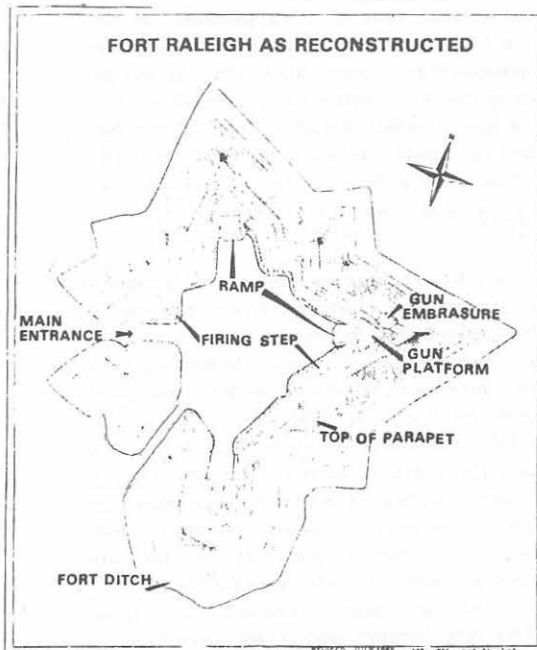 FORT RALEIGH AS RECONSTRUCTED
RAMP
GUN
EMBRASURE
MAIN
ENTRANCE
FIRING STEP
GUN
PLATFORM
TOP OF PARAPET
FORT DITCH